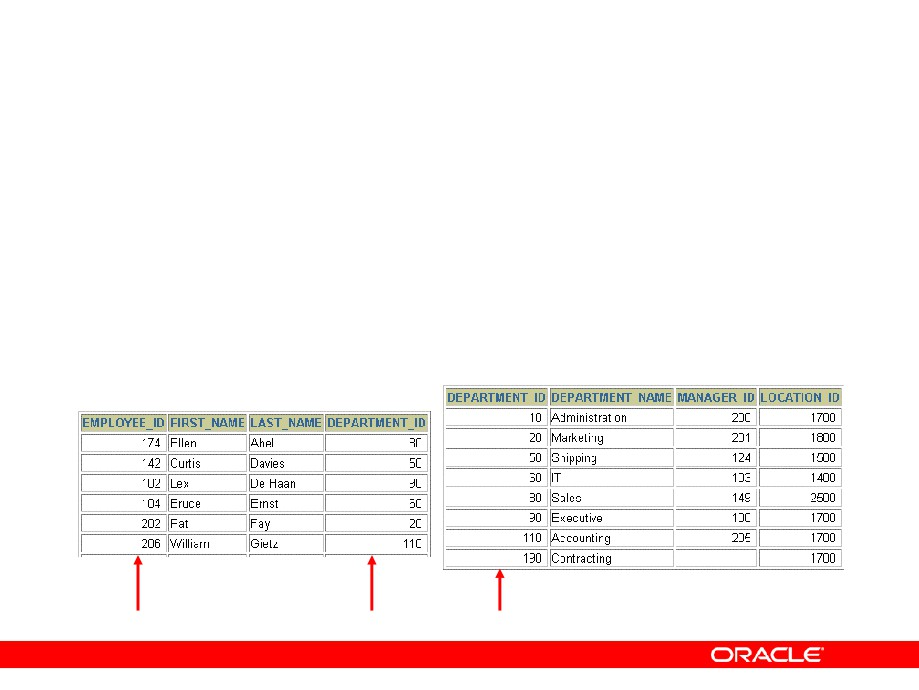 EMPLOYEE_ID FIRST_NAME LAST_NAME DEPARTMENT_ID
174 Ellen Abel 80
142 Curtis Davies 50
102 Lex De Haan 90
104 Bruce Ernst 60
202 Pat Fay 20
206 William Gietz 110
DEPARTMENT_ID DEPARTMENT_NAME MANAGER_ID LOCATION_ID
10 Administration 200 1700
20 Marketing 201 1800
50 Shipping 124 1500
60 IT 103 1400
80 Sales 149 2500
90 Executive 100 1700
110 Accounting 205 1700
190 Contracting 1700
ORACLE